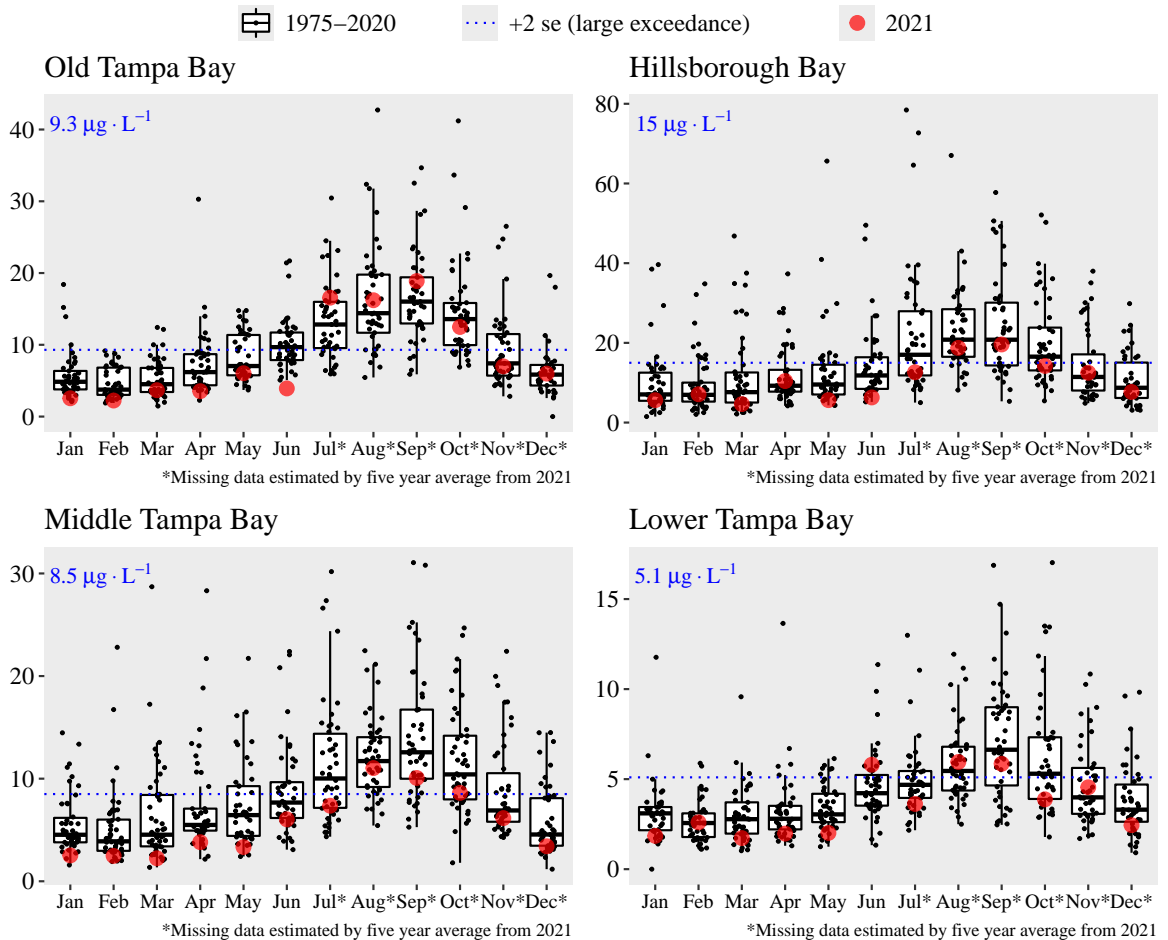 1975–2020 +2 se (large exceedance) 2021
Old Tampa Bay
9.3 µg · L⁻¹
40
30
20
10
0
Jan Feb Mar Apr May Jun Jul* Aug* Sep* Oct* Nov* Dec*
*Missing data estimated by five year average from 2021
Hillsborough Bay
15 µg · L⁻¹
80
60
40
20
0
Jan Feb Mar Apr May Jun Jul* Aug* Sep* Oct* Nov* Dec*
*Missing data estimated by five year average from 2021
Middle Tampa Bay
8.5 µg · L⁻¹
30
20
10
0
Jan Feb Mar Apr May Jun Jul* Aug* Sep* Oct* Nov* Dec*
*Missing data estimated by five year average from 2021
Lower Tampa Bay
5.1 µg · L⁻¹
15
10
5
0
Jan Feb Mar Apr May Jun Jul* Aug* Sep* Oct* Nov* Dec*
*Missing data estimated by five year average from 2021